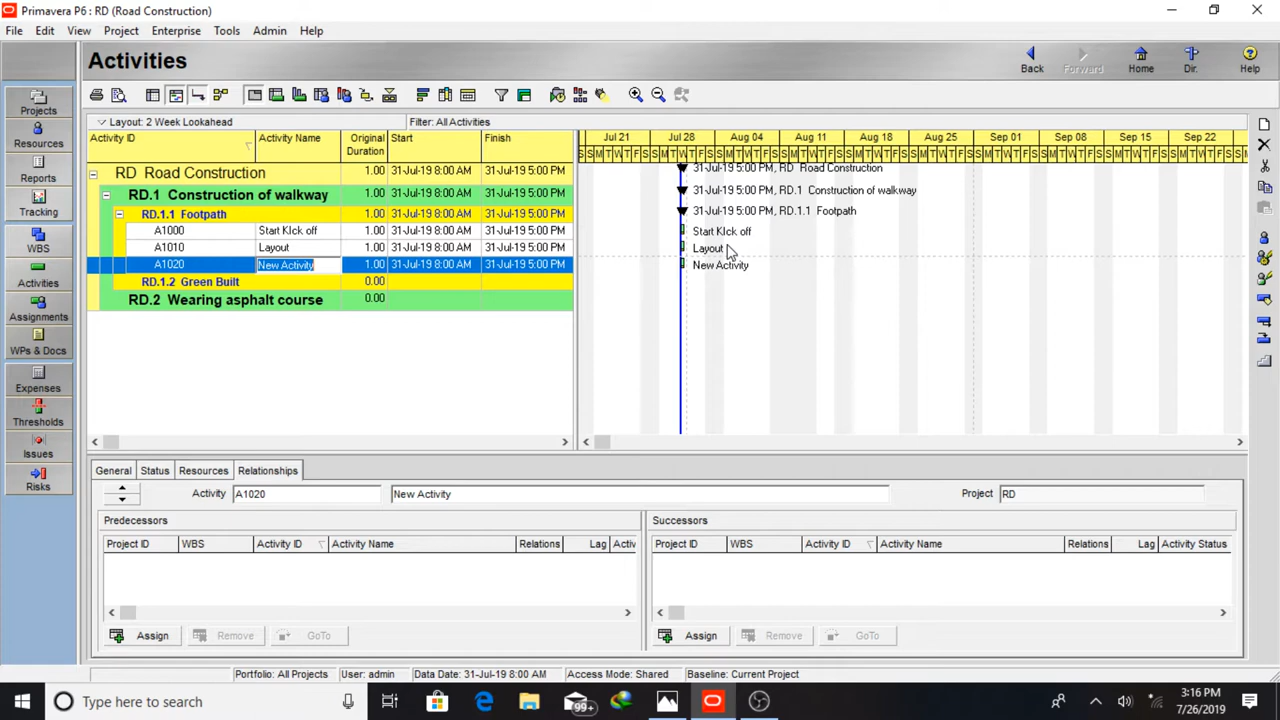 Primavera P6 : RD (Road Construction)
File Edit View Project Enterprise Tools Admin Help
Activities
Back Forward Home Dir. Help
Projects
Resources
Reports
Tracking
WBS
Activities
Assignments
WPs & Docs
Expenses
Thresholds
Issues
Risks
Layout: 2 Week Lookahead Filter: All Activities
Activity ID Activity Name Original Duration Start Finish
Jul 21 Jul 28 Aug 04 Aug 11 Aug 18 Aug 25 Sep 01 Sep 08 Sep 15 Sep 22
RD Road Construction 1.00 31-Jul-19 8:00 AM 31-Jul-19 5:00 PM
RD.1 Construction of walkway 1.00 31-Jul-19 8:00 AM 31-Jul-19 5:00 PM
RD.1.1 Footpath 1.00 31-Jul-19 8:00 AM 31-Jul-19 5:00 PM
A1000 Start KIck off 1.00 31-Jul-19 8:00 AM 31-Jul-19 5:00 PM
A1010 Layout 1.00 31-Jul-19 8:00 AM 31-Jul-19 5:00 PM
A1020 New Activity 1.00 31-Jul-19 8:00 AM 31-Jul-19 5:00 PM
RD.1.2 Green Built 0.00
RD.2 Wearing asphalt course 0.00
31-Jul-19 5:00 PM, RD Road Construction
31-Jul-19 5:00 PM, RD.1 Construction of walkway
31-Jul-19 5:00 PM, RD.1.1 Footpath
Start KIck off
Layout
New Activity
General Status Resources Relationships
Activity A1020 New Activity Project RD
Predecessors
Project ID WBS Activity ID Activity Name Relations Lag Activ
Assign Remove GoTo
Successors
Project ID WBS Activity ID Activity Name Relations Lag Activity Status
Assign Remove GoTo
Portfolio: All Projects User: admin Data Date: 31-Jul-19 8:00 AM Access Mode: Shared Baseline: Current Project
Type here to search
99+
3:16 PM
7/26/2019